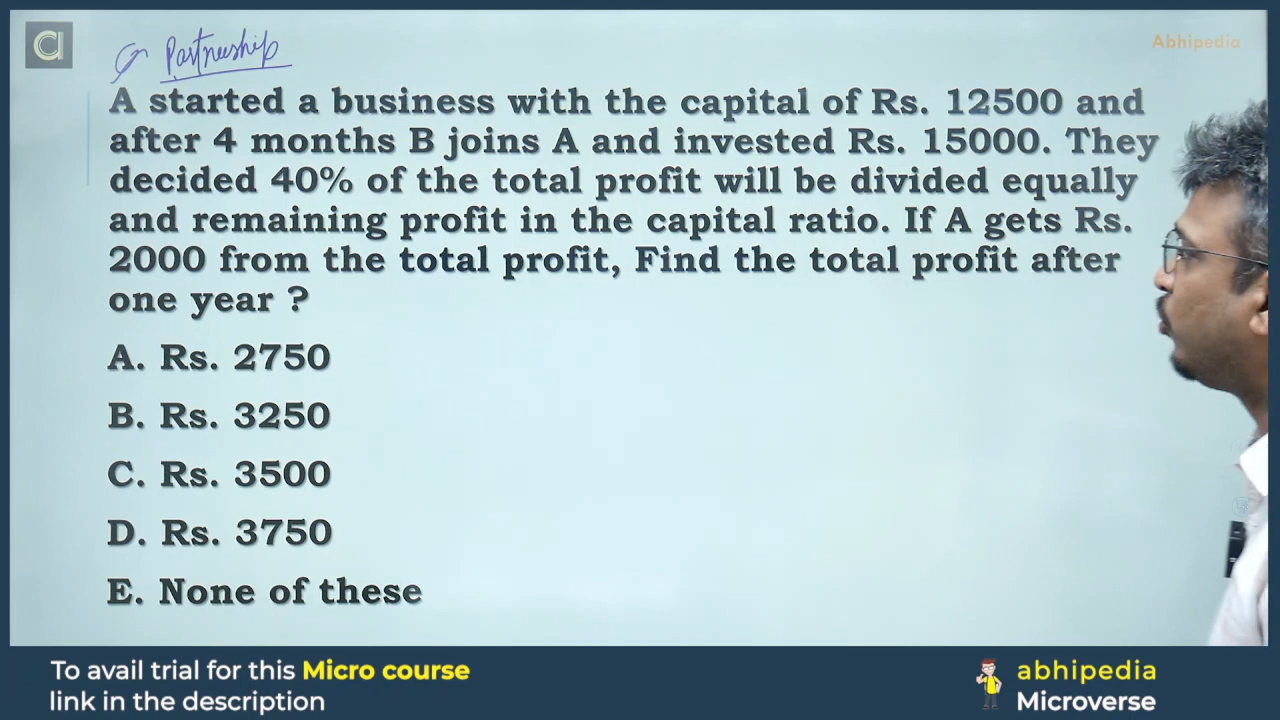 Partnership
Abhipedia
A started a business with the capital of Rs. 12500 and
after 4 months B joins A and invested Rs. 15000. They
decided 40% of the total profit will be divided equally
and remaining profit in the capital ratio. If A gets Rs.
2000 from the total profit, Find the total profit after
one year ?
A. Rs. 2750
B. Rs. 3250
C. Rs. 3500
D. Rs. 3750
E. None of these
To avail trial for this Micro course
link in the description
abhipedia
Microverse